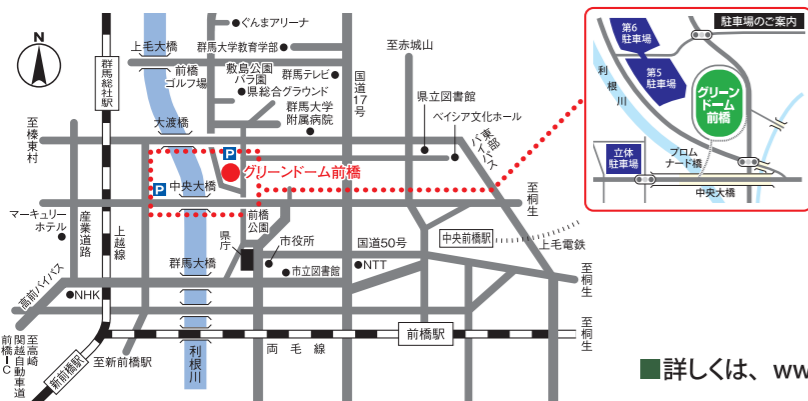 ぐんまアリーナ
上毛大橋
群馬大学教育学部
至赤城山
N
群馬総社駅
前橋
ゴルフ場
敷島公園
バラ園
群馬テレビ
県総合グラウンド
国道17号
群馬大学
附属病院
県立図書館
ベイシア文化ホール
大渡橋
至榛東村
東部バイパス
P
グリーンドーム前橋
P
中央大橋
至桐生
マーキュリー
ホテル
産業道路
上越線
前橋
公園
県庁
市役所
国道50号
中央前橋駅
上毛電鉄
群馬大橋
市立図書館
NTT
至桐生
高前バイパス
NHK
前橋駅
至桐生
両毛線
至新前橋駅
利根川
新前橋駅
至高崎
関越自動車道
前橋IC
駐車場のご案内
第6
駐車場
第5
駐車場
利根川
グリーン
ドーム
前橋
立体
駐車場
プロム
ナード橋
中央大橋
■詳しくは、ww